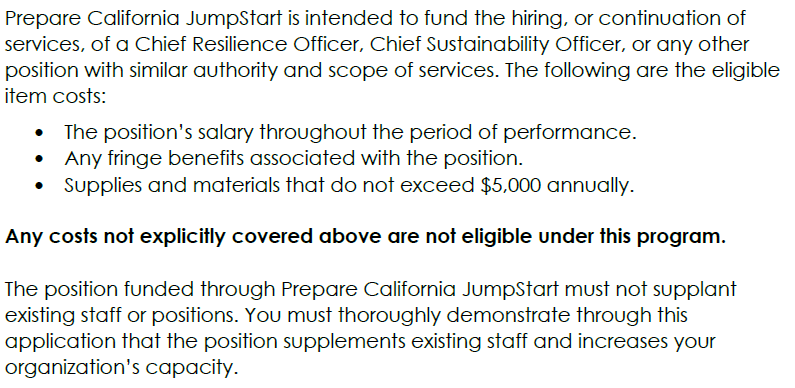 Prepare California JumpStart is intended to fund the hiring, or continuation of
services, of a Chief Resilience Officer, Chief Sustainability Officer, or any other
position with similar authority and scope of services. The following are the eligible
item costs:
• The position's salary throughout the period of performance.
• Any fringe benefits associated with the position.
• Supplies and materials that do not exceed $5,000 annually.
Any costs not explicitly covered above are not eligible under this program.
The position funded through Prepare California JumpStart must not supplant
existing staff or positions. You must thoroughly demonstrate through this
application that the position supplements existing staff and increases your
organization's capacity.